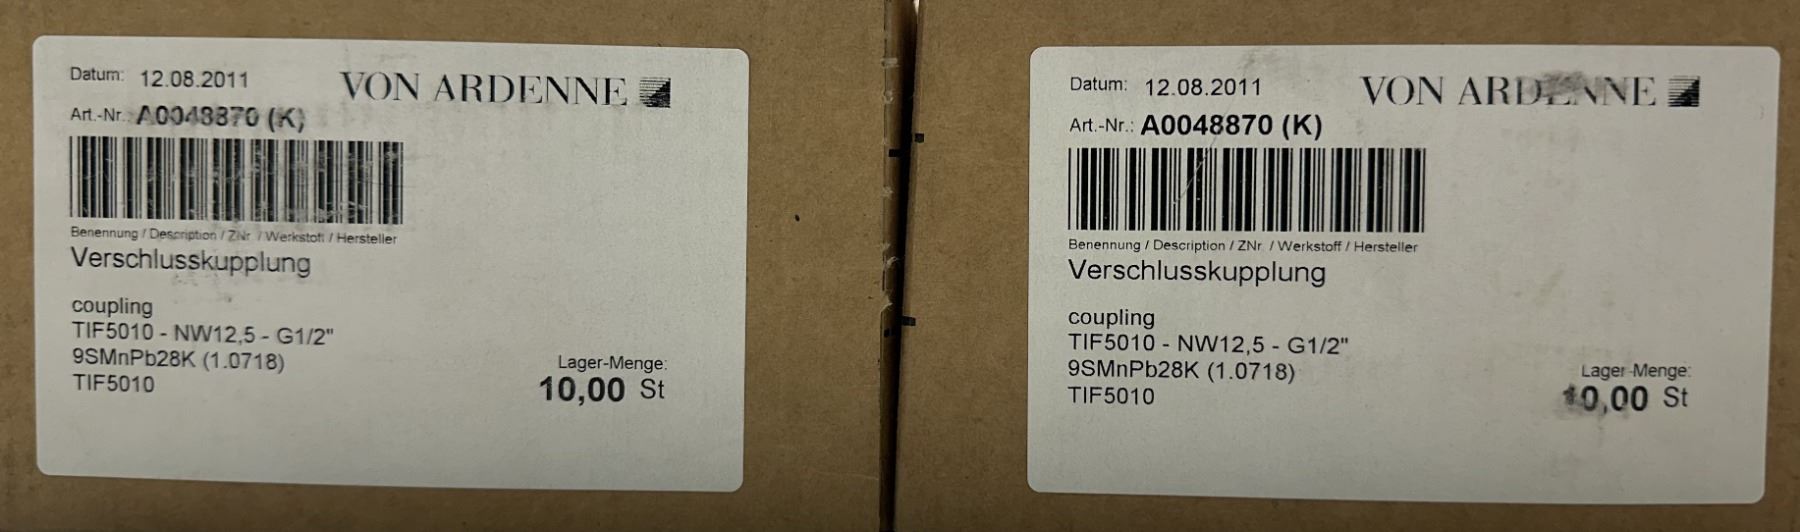 Datum: 12.08.2011
VON ARDENNE
Art.-Nr.: A0048870 (K)
Benennung / Description / ZNr. / Werkstoff / Hersteller
Verschlusskupplung
coupling
TIF5010 - NW12,5 - G1/2"
9SMnPb28K (1.0718)
TIF5010
Lager-Menge:
10,00 St
Datum: 12.08.2011
VON ARDENNE
Art.-Nr.: A0048870 (K)
Benennung / Description / ZNr. / Werkstoff / Hersteller
Verschlusskupplung
coupling
TIF5010 - NW12,5 - G1/2"
9SMnPb28K (1.0718)
TIF5010
Lager-Menge:
10,00 St